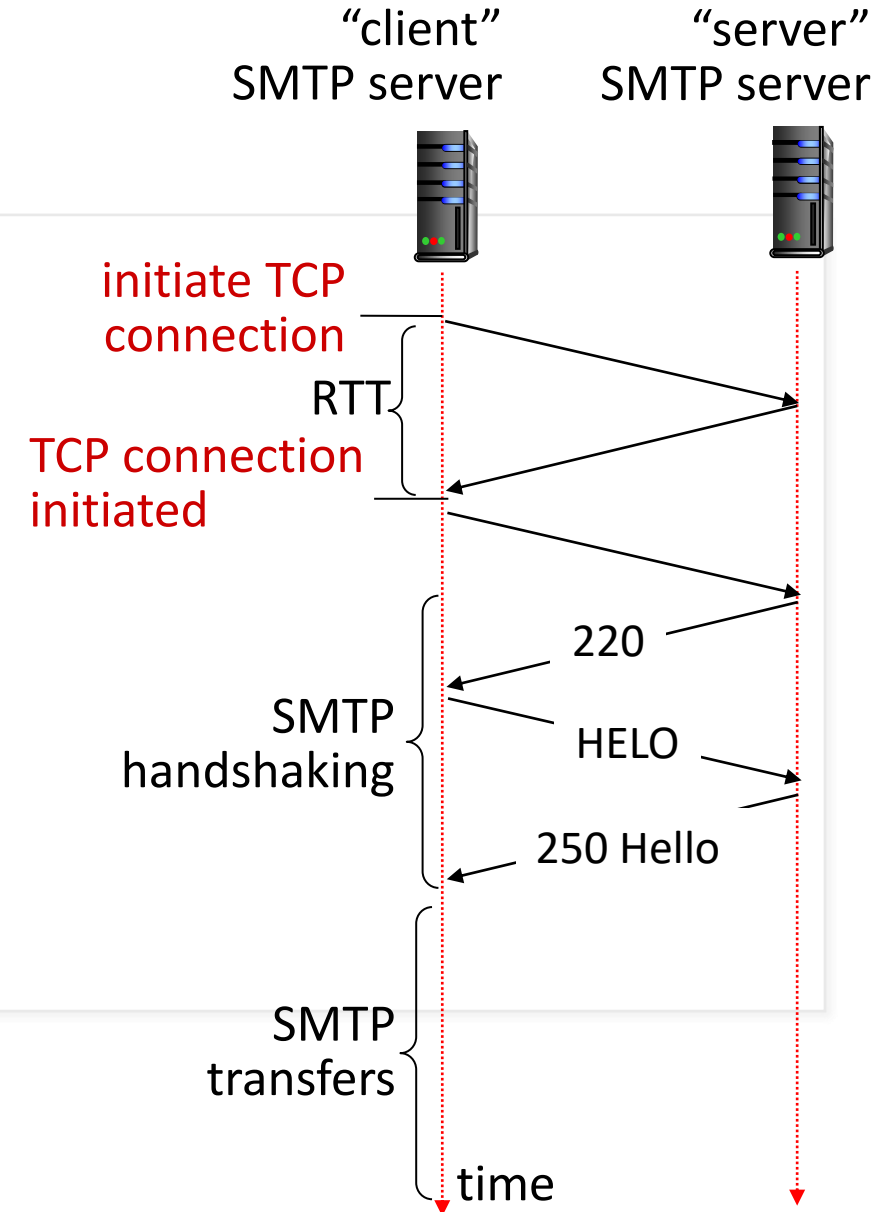 “client”
SMTP server
“server”
SMTP server
initiate TCP
connection
RTT
TCP connection
initiated
220
SMTP
handshaking
HELO
250 Hello
SMTP
transfers
time